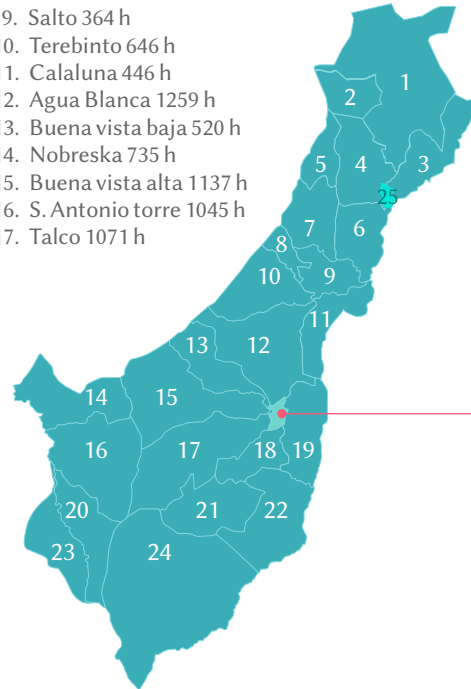 9. Salto 364 h
0. Terebinto 646 h
1. Calaluna 446 h
2. Agua Blanca 1259 h
3. Buena vista baja 520 h
4. Nobreska 735 h
5. Buena vista alta 1137 h
6. S. Antonio torre 1045 h
7. Talco 1071 h
1
2
3
4
5
25
6
7
8
9
10
11
12
13
14
15
16
17
18
19
20
21
22
23
24